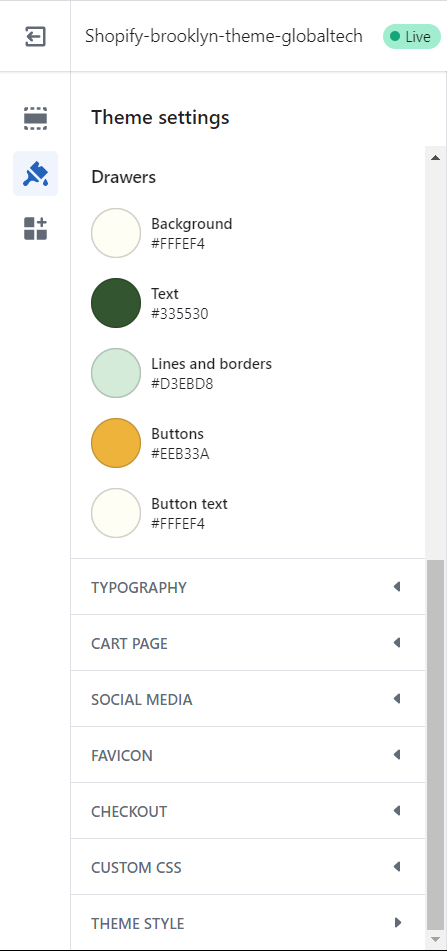 Shopify-brooklyn-theme-globaltech
Live
Theme settings
Drawers
Background
#FFFEF4
Text
#335530
Lines and borders
#D3EBD8
Buttons
#EEB33A
Button text
#FFFEF4
TYPOGRAPHY
CART PAGE
SOCIAL MEDIA
FAVICON
CHECKOUT
CUSTOM CSS
THEME STYLE